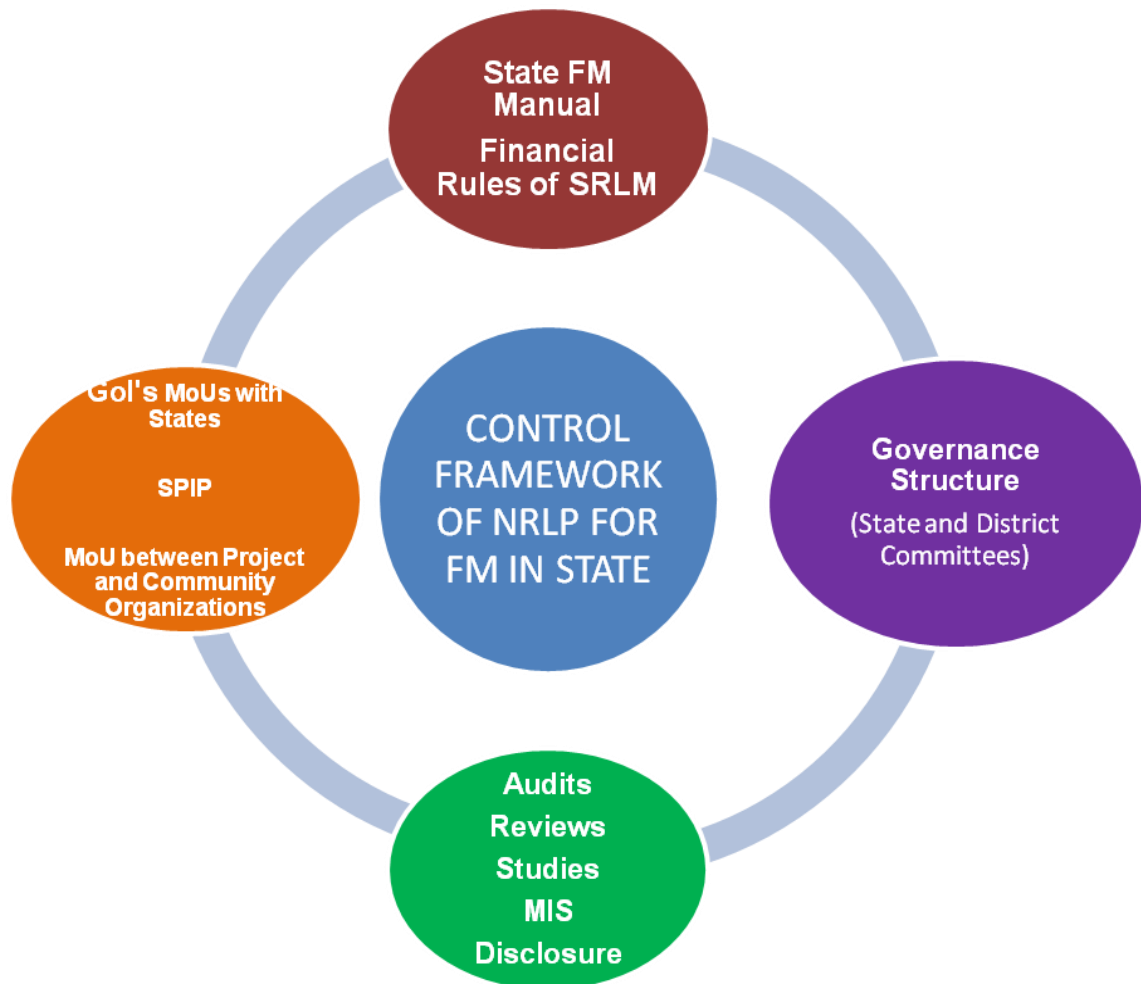 State FM
Manual
Financial
Rules of SRLM
GoI's MoUs with
States
SPIP
MoU between Project
and Community
Organizations
CONTROL
FRAMEWORK
OF NRLP FOR
FM IN STATE
Governance
Structure
(State and District
Committees)
Audits
Reviews
Studies
MIS
Disclosure